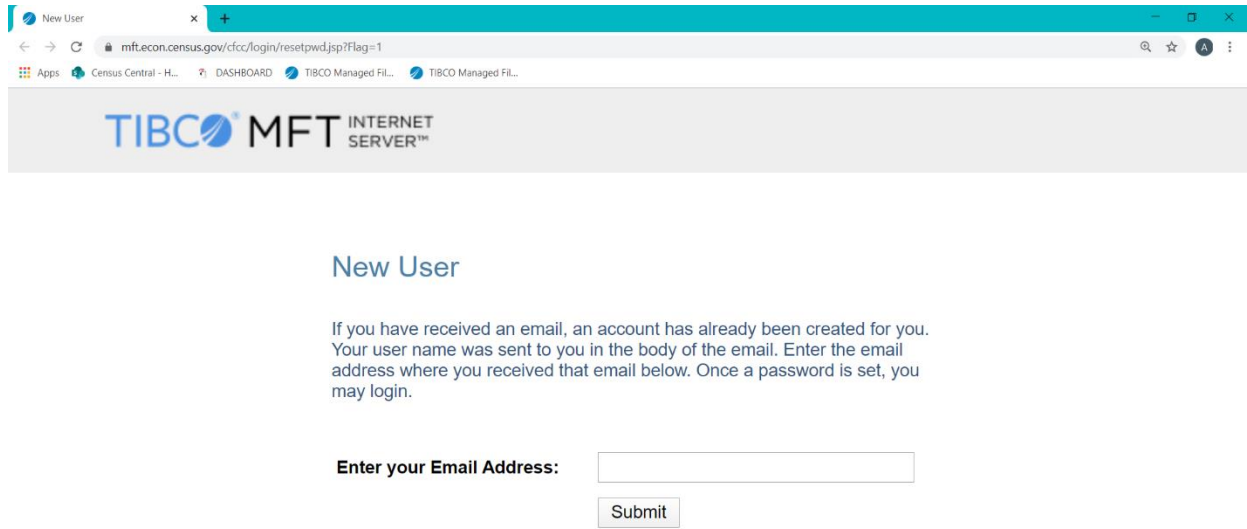 New User
mft.econ.census.gov/cfcc/login/resetpwd.jsp?Flag=1
A
Apps Census Central - H... DASHBOARD TIBCO Managed Fil... TIBCO Managed Fil...
TIBCO® MFT INTERNET SERVER™
New User
If you have received an email, an account has already been created for you.
Your user name was sent to you in the body of the email. Enter the email
address where you received that email below. Once a password is set, you
may login.
Enter your Email Address:
Submit